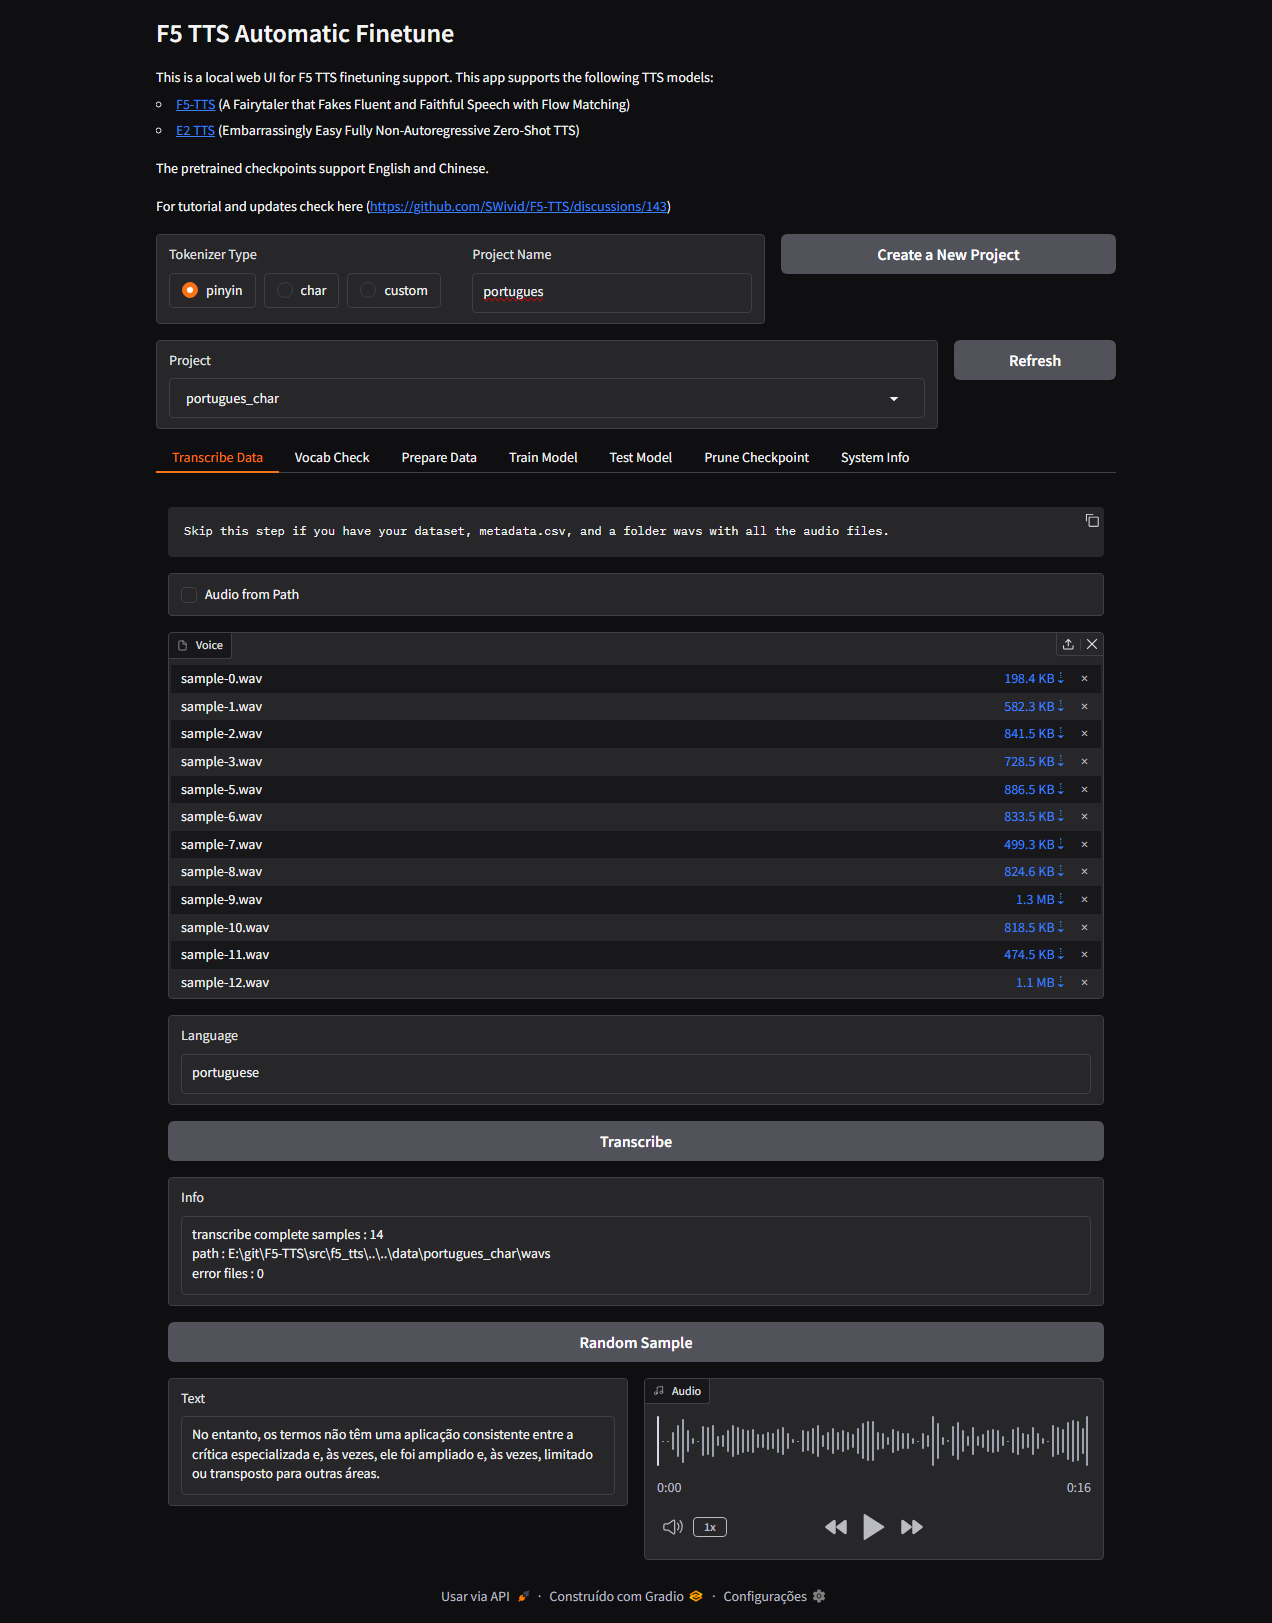 F5 TTS Automatic Finetune
This is a local web UI for F5 TTS finetuning support. This app supports the following TTS models:
F5-TTS (A Fairytaler that Fakes Fluent and Faithful Speech with Flow Matching)
E2 TTS (Embarrassingly Easy Fully Non-Autoregressive Zero-Shot TTS)
The pretrained checkpoints support English and Chinese.
For tutorial and updates check here (https://github.com/SWivid/F5-TTS/discussions/143)
Tokenizer Type
pinyin char custom
Project Name
portugues
Create a New Project
Project
portugues_char
Refresh
Transcribe Data Vocab Check Prepare Data Train Model Test Model Prune Checkpoint System Info
Skip this step if you have your dataset, metadata.csv, and a folder wavs with all the audio files.
Audio from Path
Voice
sample-0.wav 198.4 KB
sample-1.wav 582.3 KB
sample-2.wav 841.5 KB
sample-3.wav 728.5 KB
sample-5.wav 886.5 KB
sample-6.wav 833.5 KB
sample-7.wav 499.3 KB
sample-8.wav 824.6 KB
sample-9.wav 1.3 MB
sample-10.wav 818.5 KB
sample-11.wav 474.5 KB
sample-12.wav 1.1 MB
Language
portuguese
Transcribe
Info
transcribe complete samples : 14
path : E:\git\F5-TTS\src\f5_tts\..\..\data\portugues_char\wavs
error files : 0
Random Sample
Text
No entanto, os termos não têm uma aplicação consistente entre a
crítica especializada e, às vezes, ele foi ampliado e, às vezes, limitado
ou transposto para outras áreas.
Audio
0:00 0:16
1x
Usar via API · Construído com Gradio · Configurações